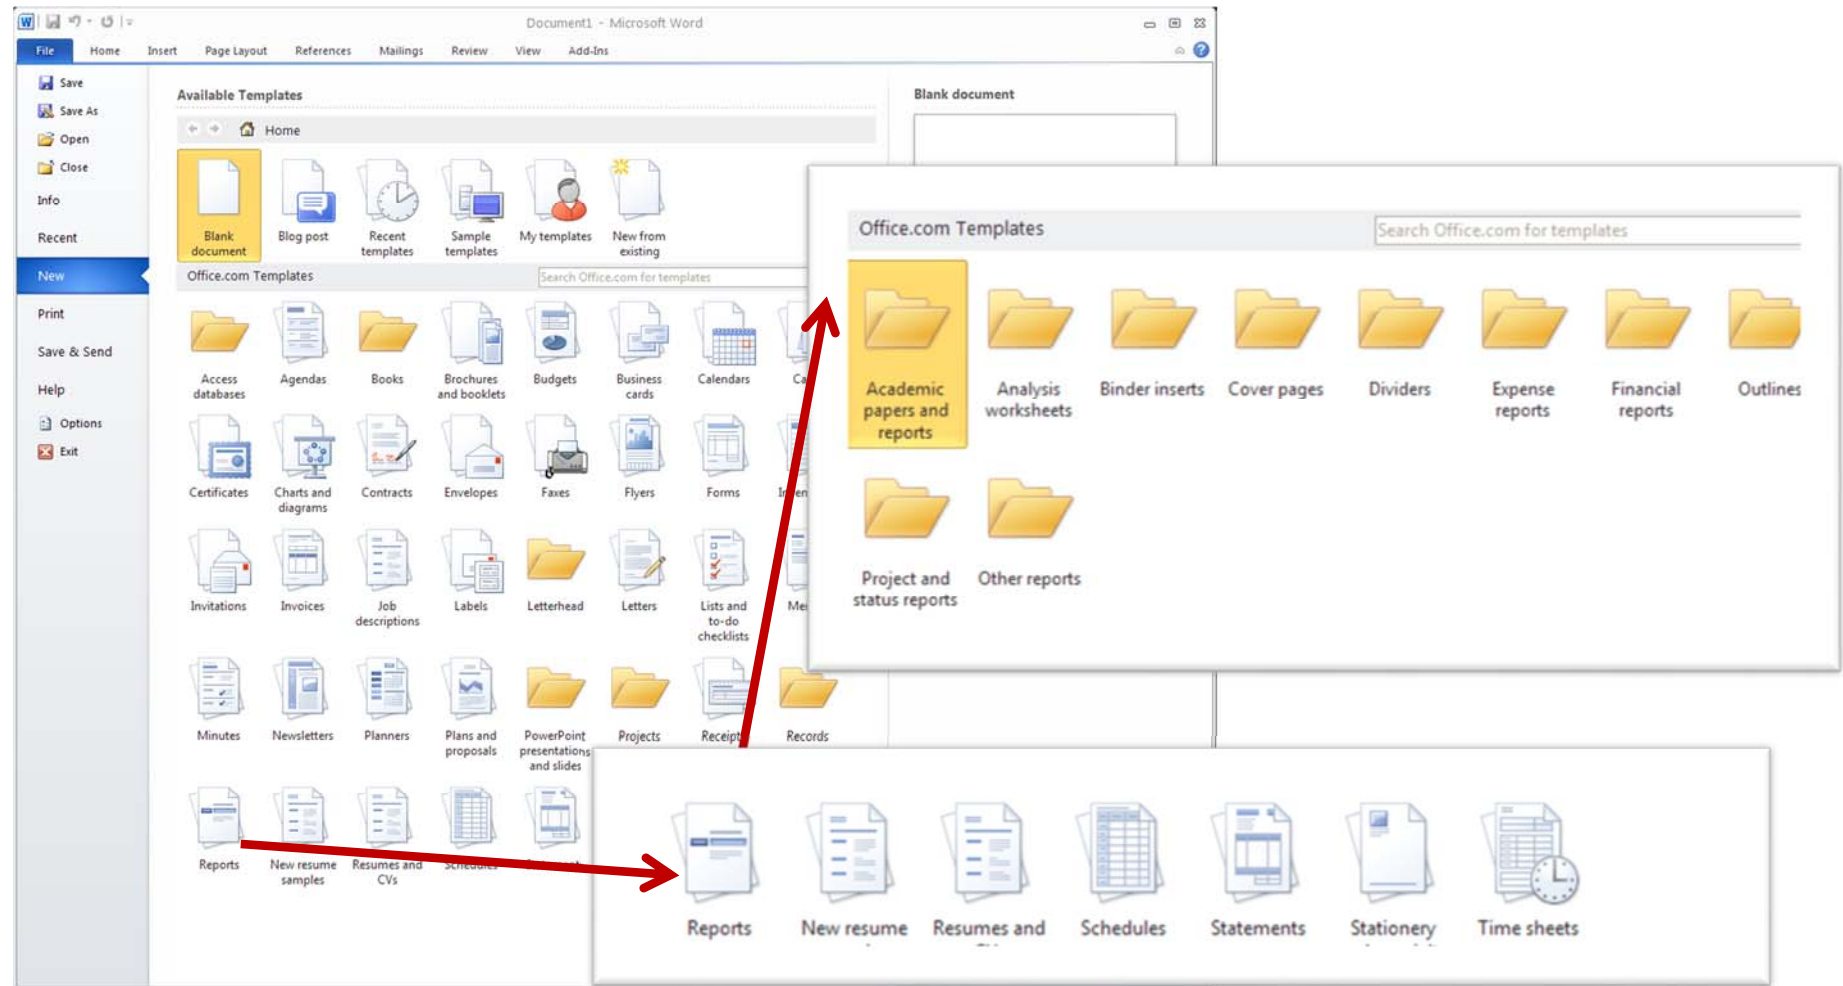 Document1 - Microsoft Word
File Home Insert Page Layout References Mailings Review View Add-Ins
Save
Save As
Open
Close
Info
Recent
New
Print
Save & Send
Help
Options
Exit
Available Templates
Home
Blank document
Blog post
Recent templates
Sample templates
My templates
New from existing
Office.com Templates
Search Office.com for templates
Access databases
Agendas
Books
Brochures and booklets
Budgets
Business cards
Calendars
Ca
Certificates
Charts and diagrams
Contracts
Envelopes
Faxes
Flyers
Forms
Invitations
Invoices
Job descriptions
Labels
Letterhead
Letters
Lists and to-do checklists
Me
Minutes
Newsletters
Planners
Plans and proposals
PowerPoint presentations and slides
Projects
Receipt
Records
Reports
New resume samples
Resumes and CVs
Schedules
Blank document
Office.com Templates
Search Office.com for templates
Academic papers and reports
Analysis worksheets
Binder inserts
Cover pages
Dividers
Expense reports
Financial reports
Outlines
Project and status reports
Other reports
Reports
New resume
Resumes and
Schedules
Statements
Stationery
Time sheets